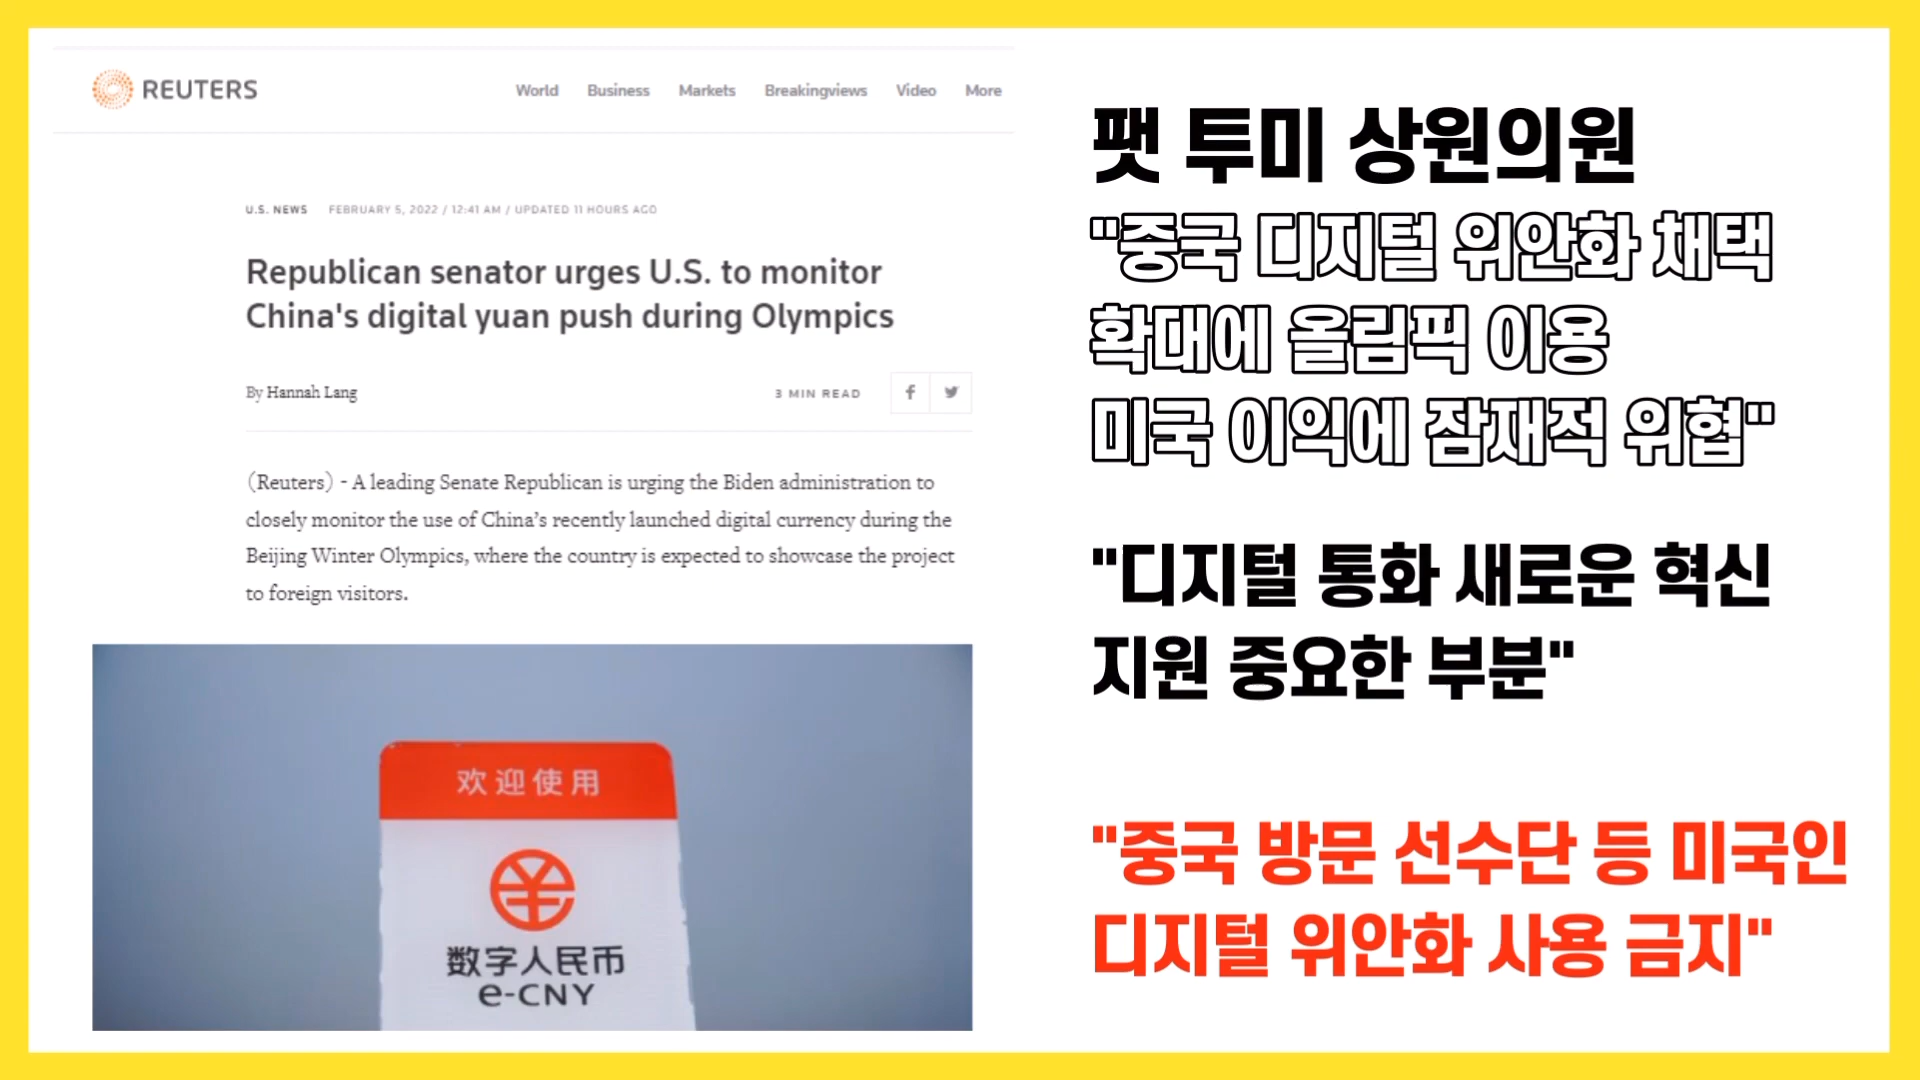 REUTERS
World Business Markets Breakingviews Video More
U.S. NEWS FEBRUARY 5, 2022 / 12:41 AM / UPDATED 11 HOURS AGO
Republican senator urges U.S. to monitor
China's digital yuan push during Olympics
By Hannah Lang
3 MIN READ
(Reuters) - A leading Senate Republican is urging the Biden administration to
closely monitor the use of China’s recently launched digital currency during the
Beijing Winter Olympics, where the country is expected to showcase the project
to foreign visitors.
欢迎使用
数字人民币
e-CNY
팻 투미 상원의원
"중국 디지털 위안화 채택
확대에 올림픽 이용
미국 이익에 잠재적 위협"
"디지털 통화 새로운 혁신
지원 중요한 부분"
"중국 방문 선수단 등 미국인
디지털 위안화 사용 금지"